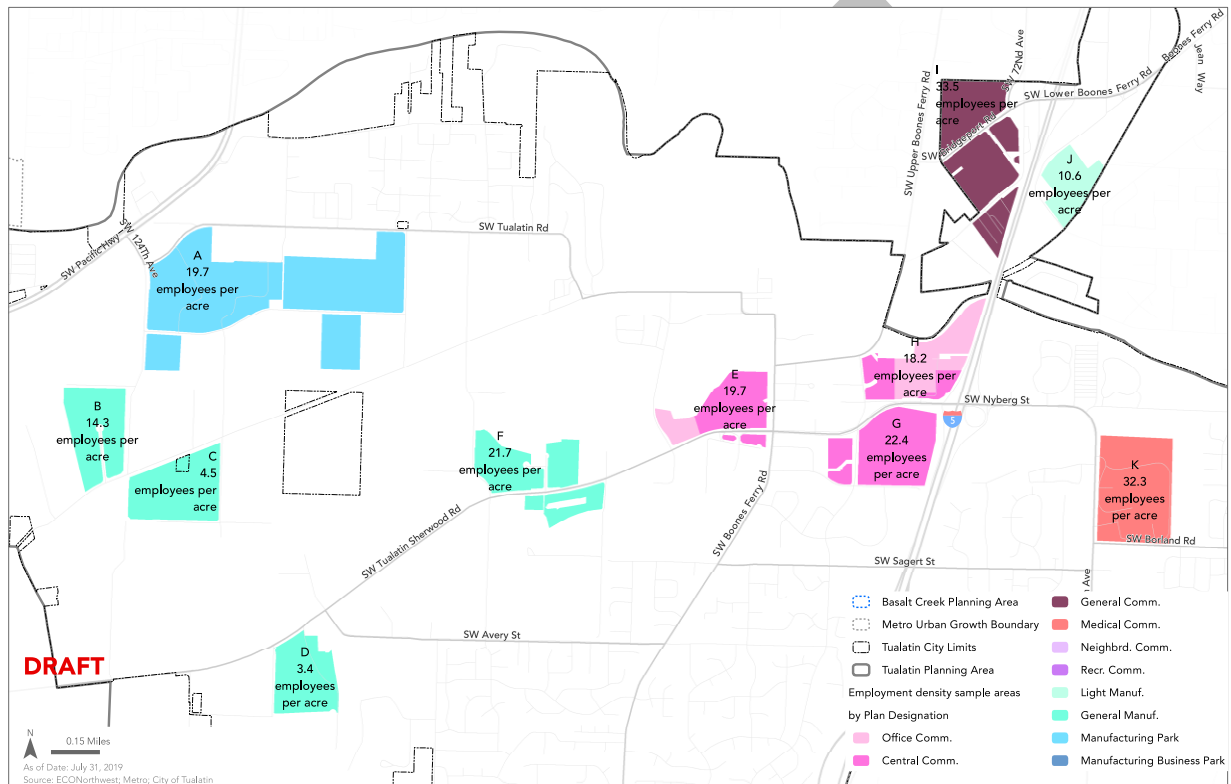 SW Upper Boones Ferry Rd
SW 72Nd Ave
Boones Ferry Rd
Jean Way
SW Lower Boones Ferry Rd
I
33.5
employees per
acre
SW Bridgeport Rd
J
10.6
employees per
acre
SW Pacific Hwy
SW 124Th Ave
SW Tualatin Rd
A
19.7
employees per
acre
H
18.2
employees per
acre
E
19.7
employees per
acre
SW Nyberg St
5
B
14.3
employees per
acre
C
4.5
employees per
acre
F
21.7
employees per
acre
G
22.4
employees
per acre
K
32.3
employees
per acre
SW Tualatin Sherwood Rd
SW Boones Ferry Rd
SW Borland Rd
SW Sagert St
SW Avery St
D
3.4
employees
per acre
Ave
DRAFT
N
0.15 Miles
As of Date: July 31, 2019
Source: ECONorthwest; Metro; City of Tualatin
Basalt Creek Planning Area
Metro Urban Growth Boundary
Tualatin City Limits
Tualatin Planning Area
Employment density sample areas
by Plan Designation
Office Comm.
Central Comm.
General Comm.
Medical Comm.
Neighbrd. Comm.
Recr. Comm.
Light Manuf.
General Manuf.
Manufacturing Park
Manufacturing Business Park